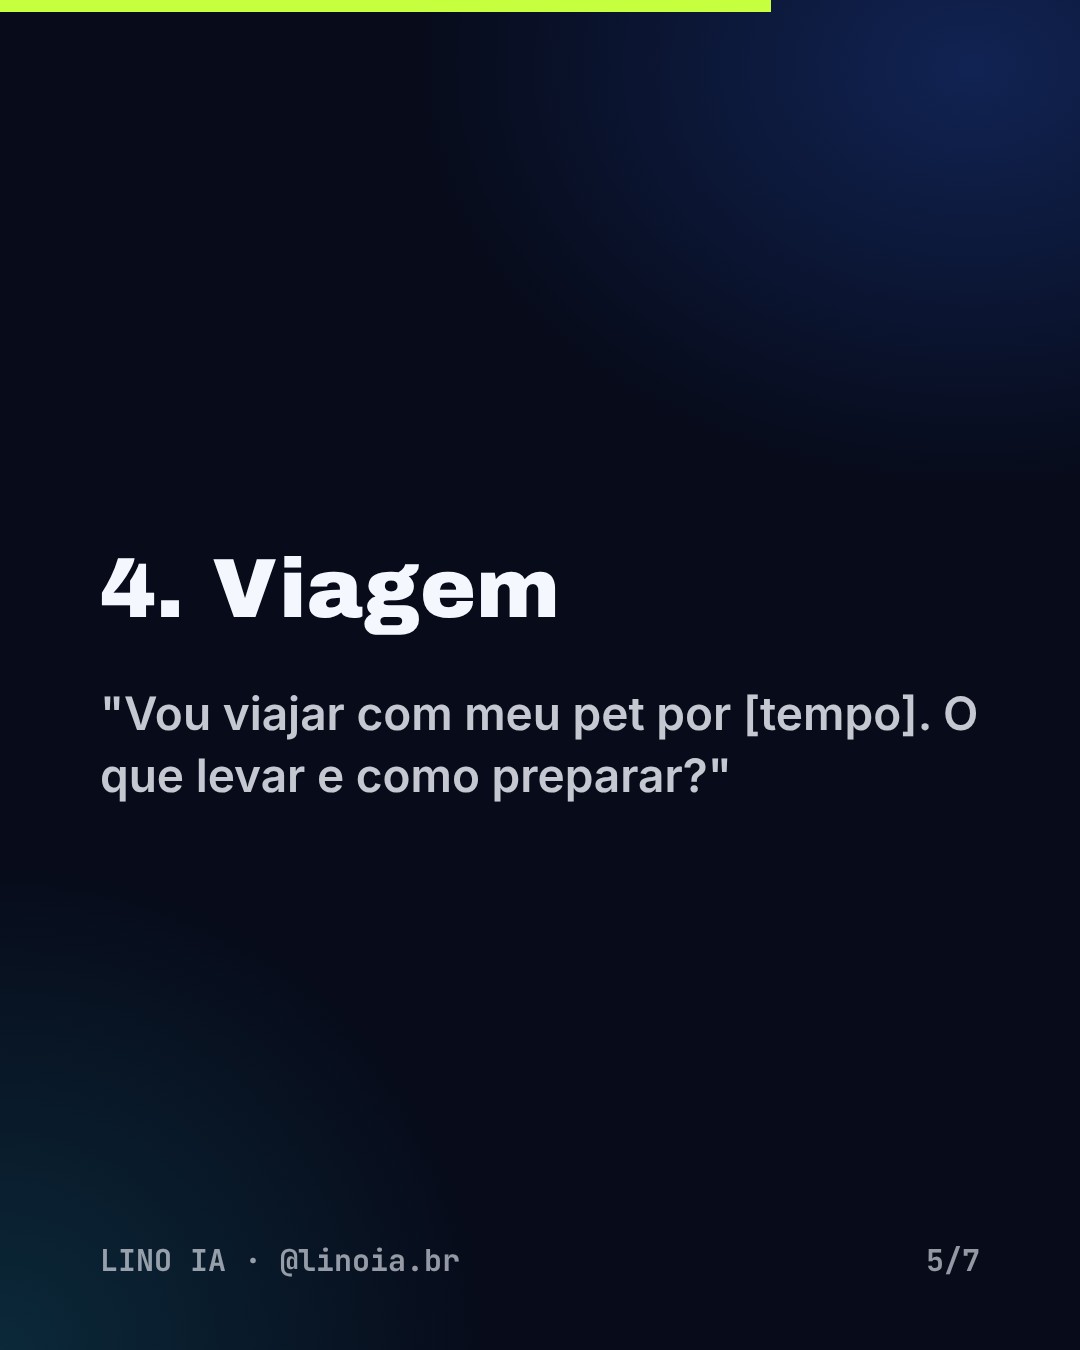 4. Viagem
"Vou viajar com meu pet por [tempo]. O
que levar e como preparar?"
LINO IA · @linoia.br
5/7